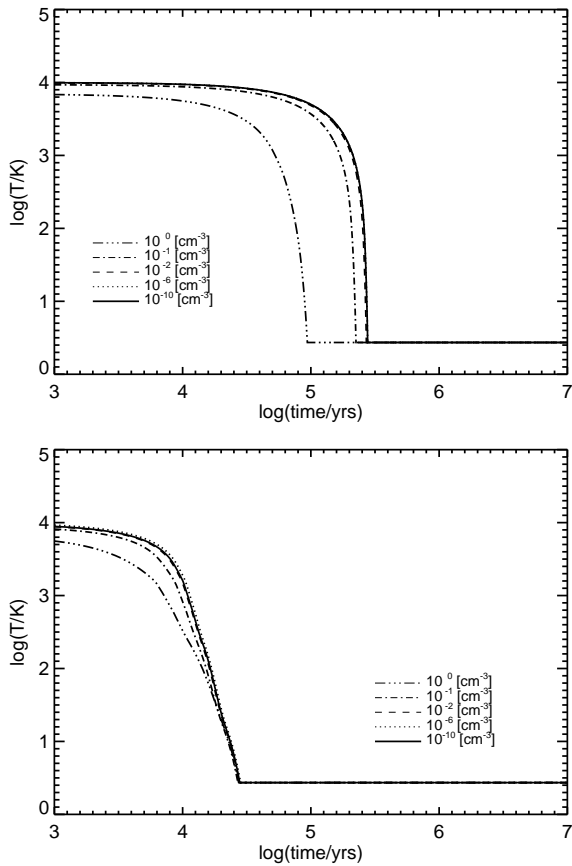 5
4
3
2
1
0
log(T/K)
10 0 [cm-3]
10-1 [cm-3]
10-2 [cm-3]
10-6 [cm-3]
10-10 [cm-3]
3 4 5 6 7
log(time/yrs)
5
4
3
2
1
0
log(T/K)
10 0 [cm-3]
10-1 [cm-3]
10-2 [cm-3]
10-6 [cm-3]
10-10 [cm-3]
3 4 5 6 7
log(time/yrs)